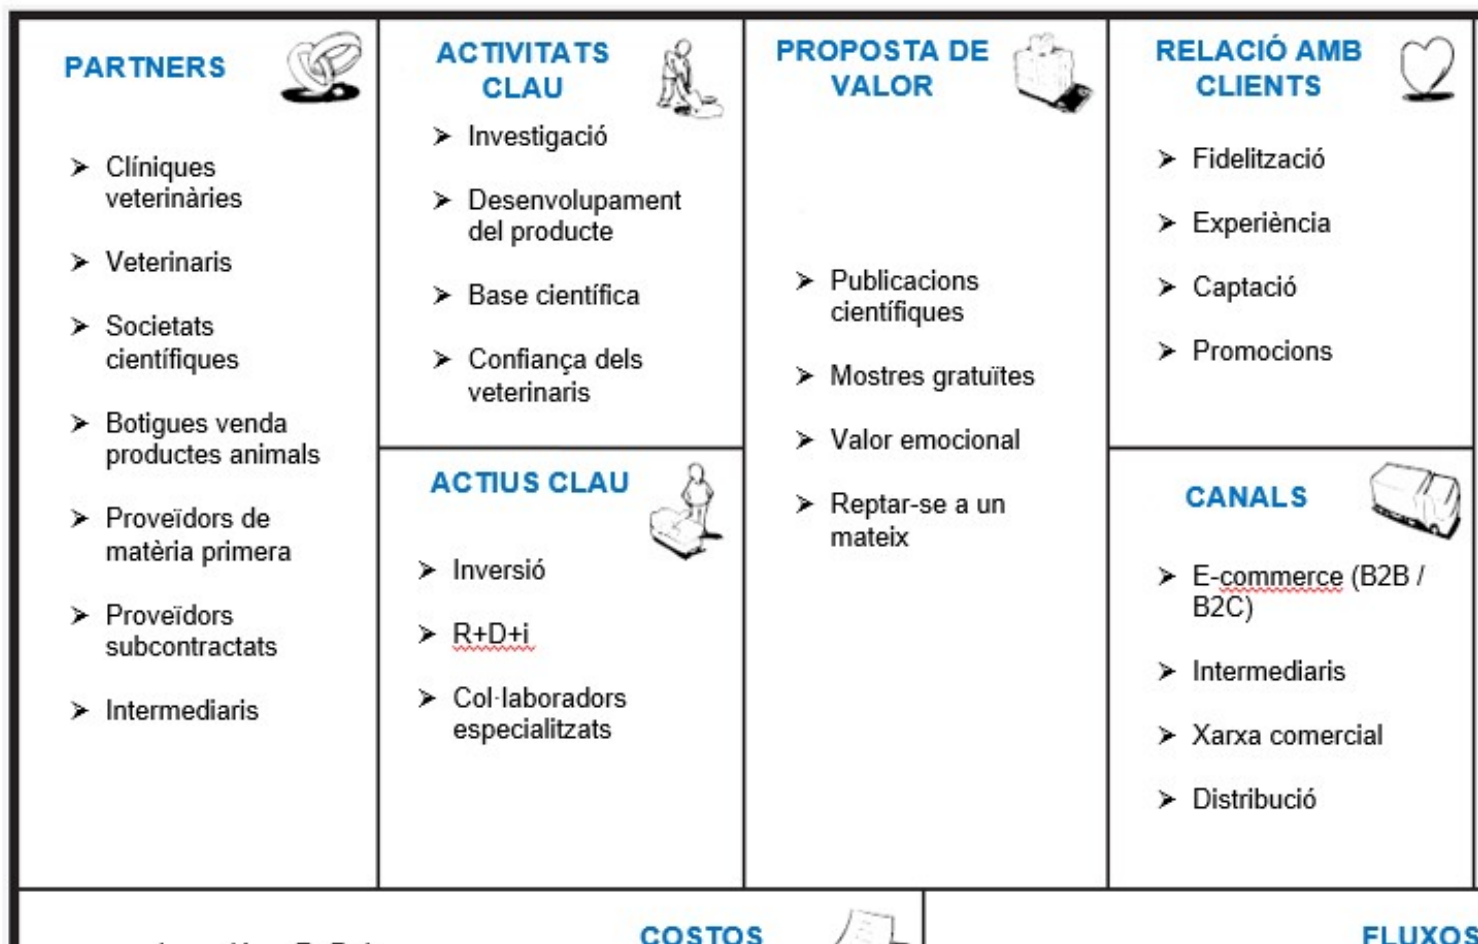 PARTNERS
Clíniques
veterinàries
Veterinaris
Societats
científiques
Botigues venda
productes animals
Proveïdors de
matèria primera
Proveïdors
subcontractats
Intermediaris
ACTIVITATS
CLAU
Investigació
Desenvolupament
del producte
Base científica
Confiança dels
veterinaris
ACTIUS CLAU
Inversió
R+D+i
Col·laboradors
especialitzats
PROPOSTA DE
VALOR
Publicacions
científiques
Mostres gratuïtes
Valor emocional
Reptar-se a un
mateix
RELACIÓ AMB
CLIENTS
Fidelització
Experiència
Captació
Promocions
CANALS
E-commerce (B2B /
B2C)
Intermediaris
Xarxa comercial
Distribució
COSTOS
FLUXOS